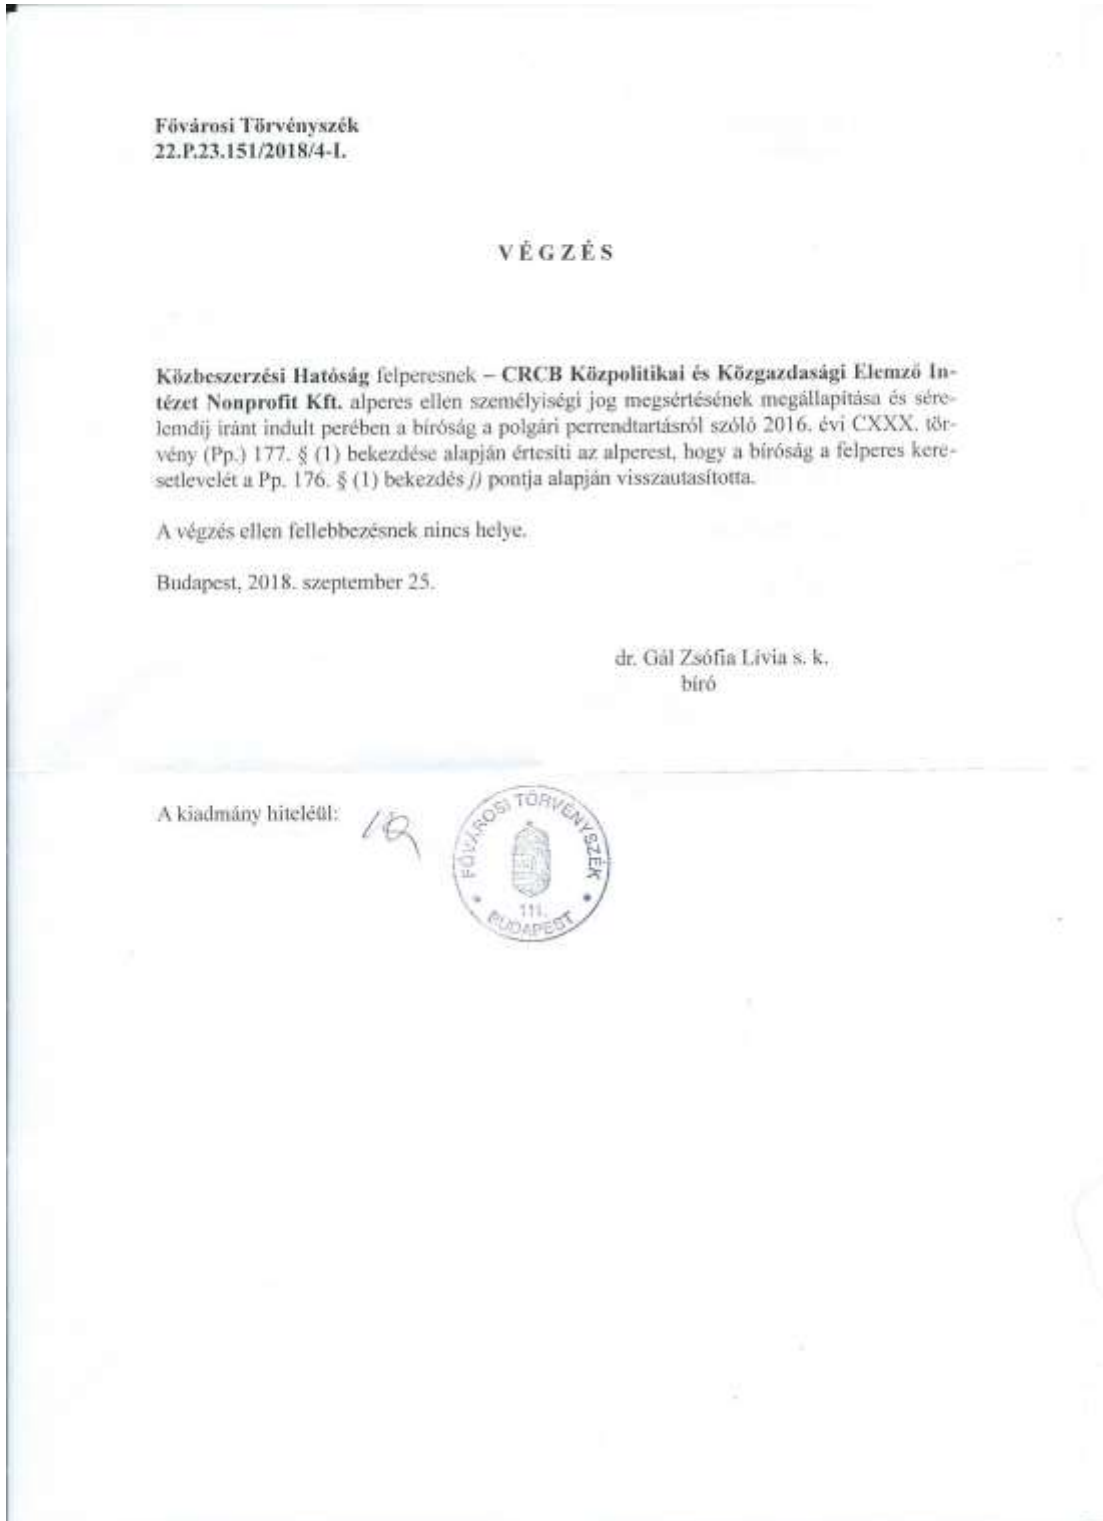 Fővárosi Törvényszék
22.P.23.151/2018/4-I.
VÉGZÉS
Közbeszerzési Hatóság felperesnek – CRCB Közpolitikai és Közgazdasági Elemző In-
tézet Nonprofit Kft. alperes ellen személyiségi jog megsértésének megállapítása és sére-
lemdíj iránt indult perében a bíróság a polgári perrendtartásról szóló 2016. évi CXXX. tör-
vény (Pp.) 177. § (1) bekezdése alapján értesíti az alperest, hogy a bíróság a felperes kere-
setlevelét a Pp. 176. § (1) bekezdés j) pontja alapján visszautasította.
A végzés ellen fellebbezésnek nincs helye.
Budapest, 2018. szeptember 25.
dr. Gál Zsófia Lívia s. k.
bíró
A kiadmány hiteléül:
FŐVÁROSI TÖRVÉNYSZÉK
111.
BUDAPEST